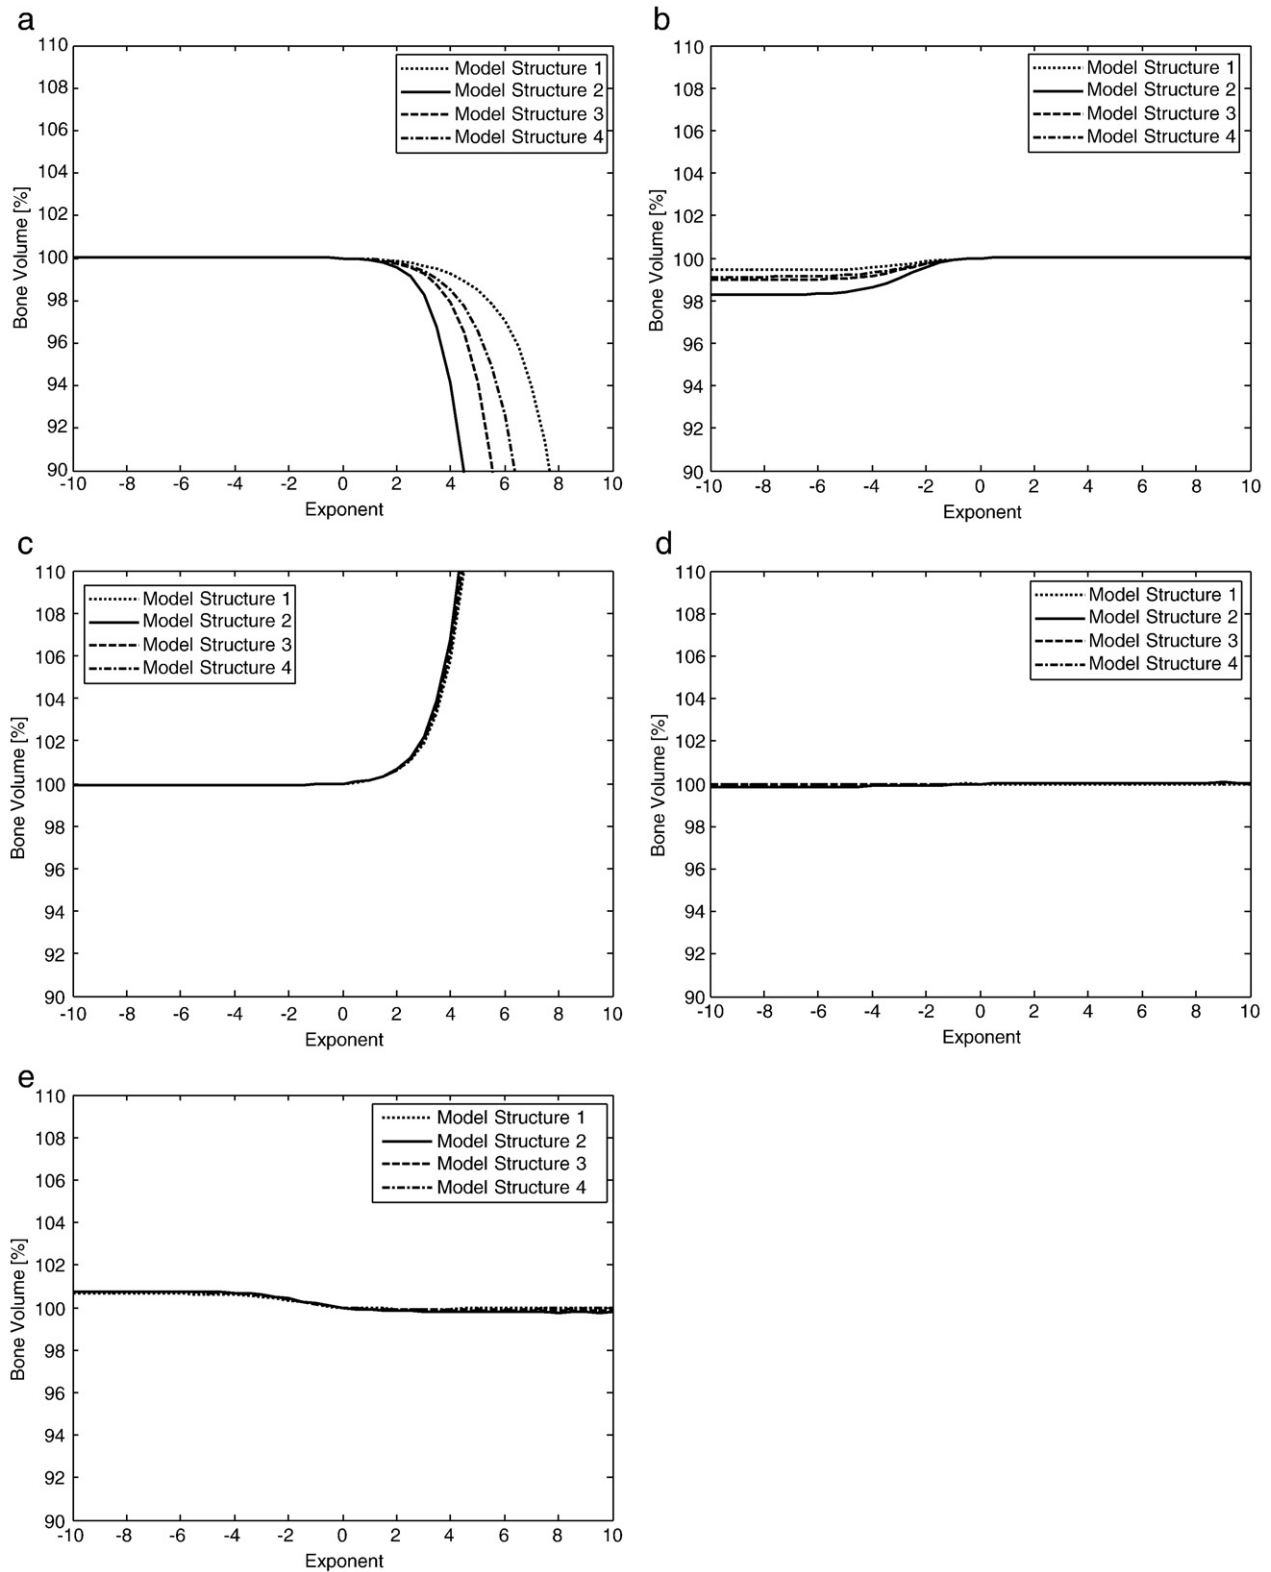 a
110
108
106
104
102
100
98
96
94
92
90
Bone Volume [%]
Model Structure 1
Model Structure 2
Model Structure 3
Model Structure 4
-10 -8 -6 -4 -2 0 2 4 6 8 10
Exponent
b
110
108
106
104
102
100
98
96
94
92
90
Bone Volume [%]
Model Structure 1
Model Structure 2
Model Structure 3
Model Structure 4
-10 -8 -6 -4 -2 0 2 4 6 8 10
Exponent
c
110
108
106
104
102
100
98
96
94
92
90
Bone Volume [%]
Model Structure 1
Model Structure 2
Model Structure 3
Model Structure 4
-10 -8 -6 -4 -2 0 2 4 6 8 10
Exponent
d
110
108
106
104
102
100
98
96
94
92
90
Bone Volume [%]
Model Structure 1
Model Structure 2
Model Structure 3
Model Structure 4
-10 -8 -6 -4 -2 0 2 4 6 8 10
Exponent
e
110
108
106
104
102
100
98
96
94
92
90
Bone Volume [%]
Model Structure 1
Model Structure 2
Model Structure 3
Model Structure 4
-10 -8 -6 -4 -2 0 2 4 6 8 10
Exponent